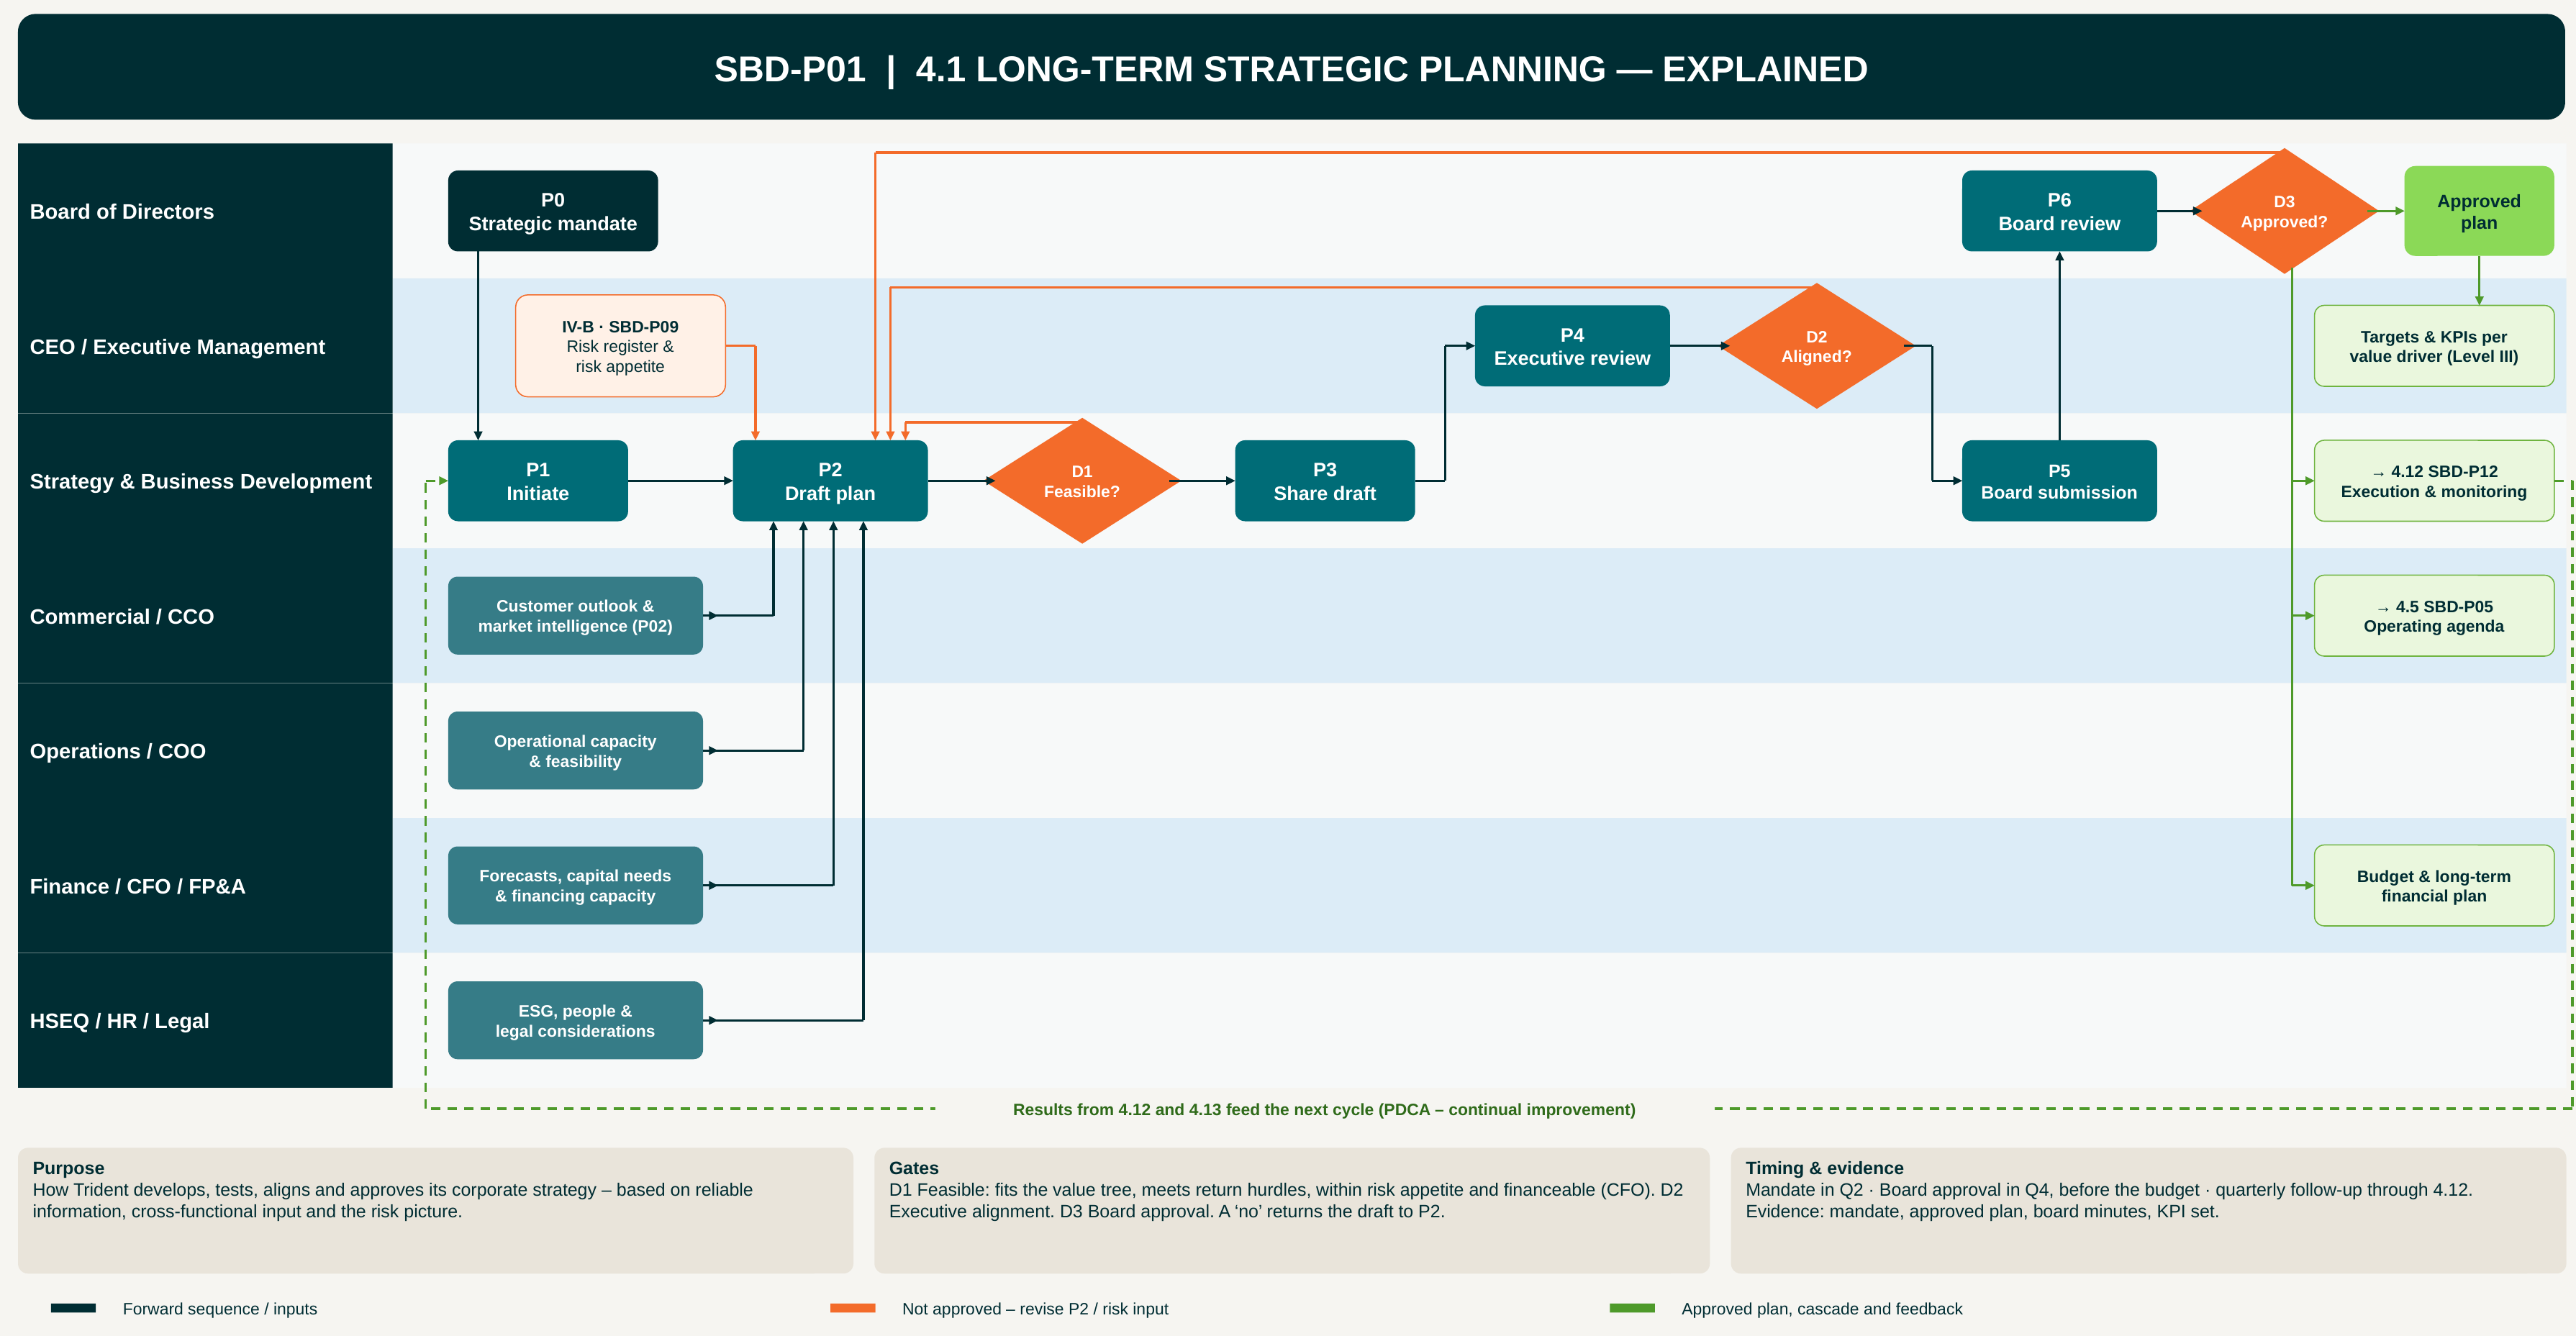 SBD-P01 | 4.1 LONG-TERM STRATEGIC PLANNING — EXPLAINED
Board of Directors
P0
Strategic mandate
P6
Board review
D3
Approved?
Approved
plan
CEO / Executive Management
IV-B · SBD-P09
Risk register &
risk appetite
P4
Executive review
D2
Aligned?
Targets & KPIs per
value driver (Level III)
Strategy & Business Development
P1
Initiate
P2
Draft plan
D1
Feasible?
P3
Share draft
P5
Board submission
→ 4.12 SBD-P12
Execution & monitoring
Commercial / CCO
Customer outlook &
market intelligence (P02)
→ 4.5 SBD-P05
Operating agenda
Operations / COO
Operational capacity
& feasibility
Finance / CFO / FP&A
Forecasts, capital needs
& financing capacity
Budget & long-term
financial plan
HSEQ / HR / Legal
ESG, people &
legal considerations
Results from 4.12 and 4.13 feed the next cycle (PDCA – continual improvement)
Purpose
How Trident develops, tests, aligns and approves its corporate strategy – based on reliable
information, cross-functional input and the risk picture.
Gates
D1 Feasible: fits the value tree, meets return hurdles, within risk appetite and financeable (CFO). D2
Executive alignment. D3 Board approval. A ‘no’ returns the draft to P2.
Timing & evidence
Mandate in Q2 · Board approval in Q4, before the budget · quarterly follow-up through 4.12.
Evidence: mandate, approved plan, board minutes, KPI set.
Forward sequence / inputs
Not approved – revise P2 / risk input
Approved plan, cascade and feedback